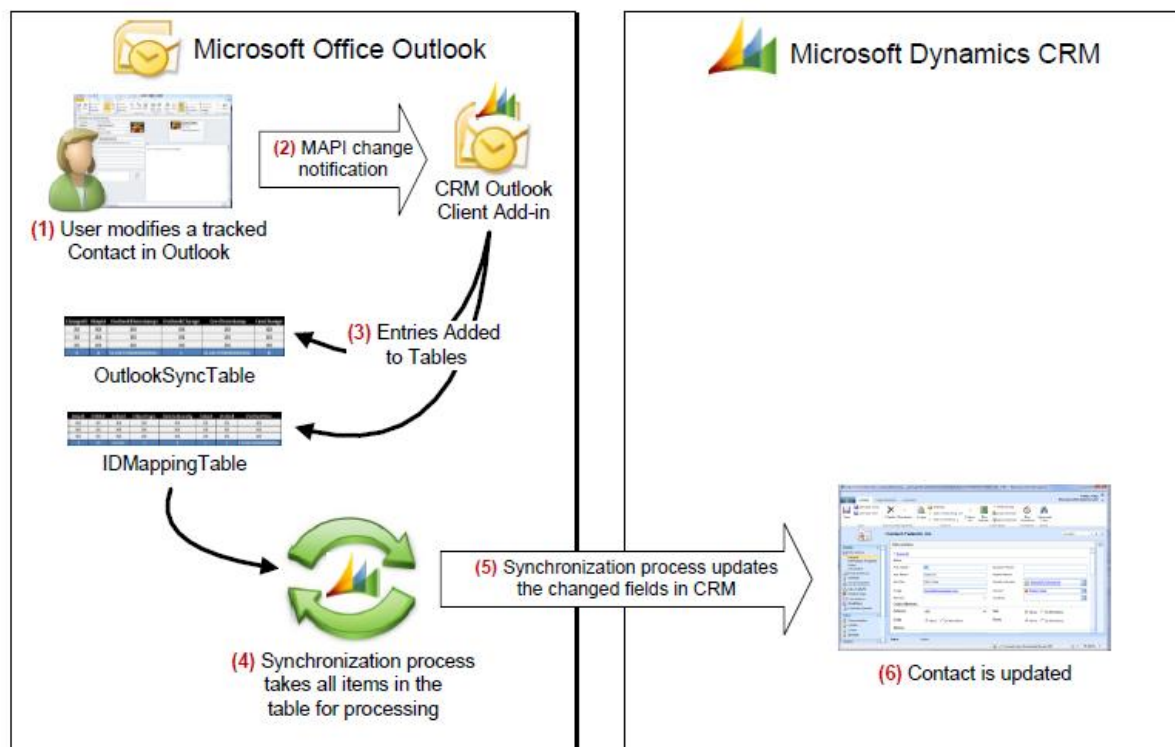 Microsoft Office Outlook
Microsoft Dynamics CRM
(2) MAPI change
notification
CRM Outlook
Client Add-in
(1) User modifies a tracked
Contact in Outlook
(3) Entries Added
to Tables
OutlookSyncTable
IDMappingTable
(5) Synchronization process updates
the changed fields in CRM
(4) Synchronization process
takes all items in the
table for processing
(6) Contact is updated